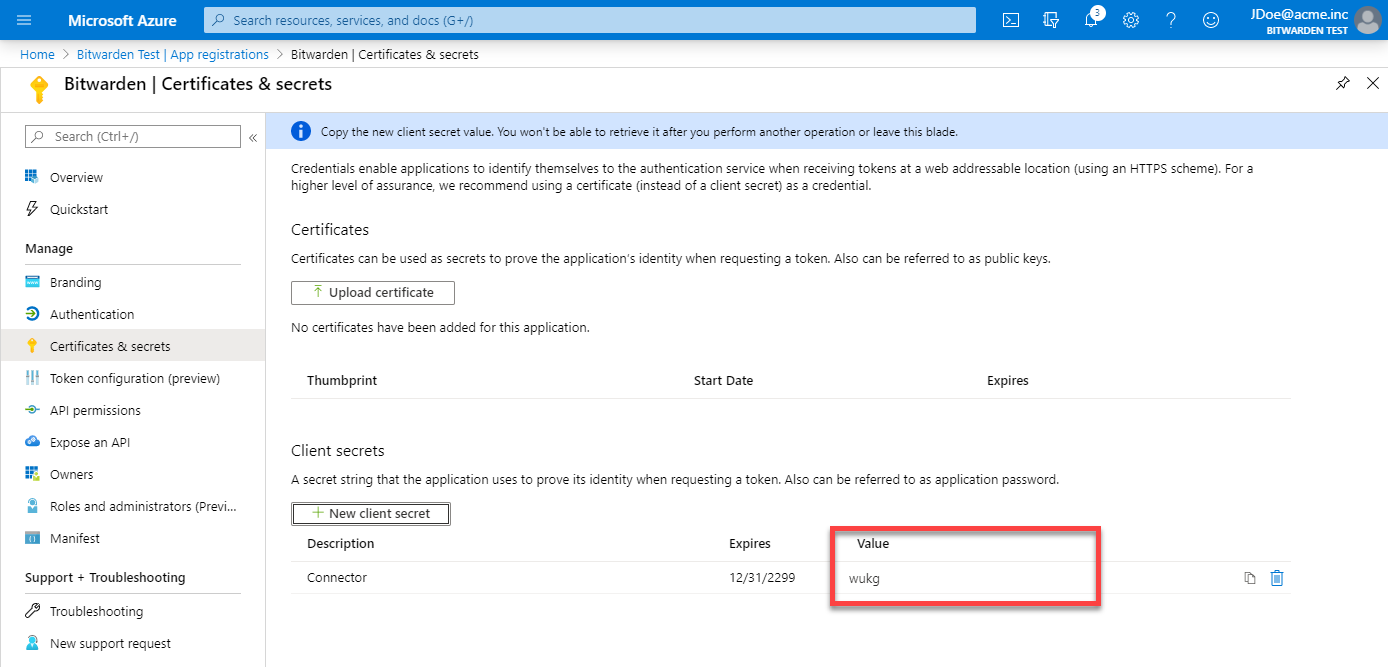 Microsoft Azure
Search resources, services, and docs (G+/)
3
JDoe@acme.inc
BITWARDEN TEST
Home > Bitwarden Test | App registrations > Bitwarden | Certificates & secrets
Bitwarden | Certificates & secrets
Search (Ctrl+/)
«
Overview
Quickstart
Manage
Branding
Authentication
Certificates & secrets
Token configuration (preview)
API permissions
Expose an API
Owners
Roles and administrators (Previ...
Manifest
Support + Troubleshooting
Troubleshooting
New support request
Copy the new client secret value. You won't be able to retrieve it after you perform another operation or leave this blade.
Credentials enable applications to identify themselves to the authentication service when receiving tokens at a web addressable location (using an HTTPS scheme). For a
higher level of assurance, we recommend using a certificate (instead of a client secret) as a credential.
Certificates
Certificates can be used as secrets to prove the application's identity when requesting a token. Also can be referred to as public keys.
Upload certificate
No certificates have been added for this application.
Thumbprint Start Date Expires
Client secrets
A secret string that the application uses to prove its identity when requesting a token. Also can be referred to as application password.
New client secret
Description Expires Value
Connector 12/31/2299 wukg